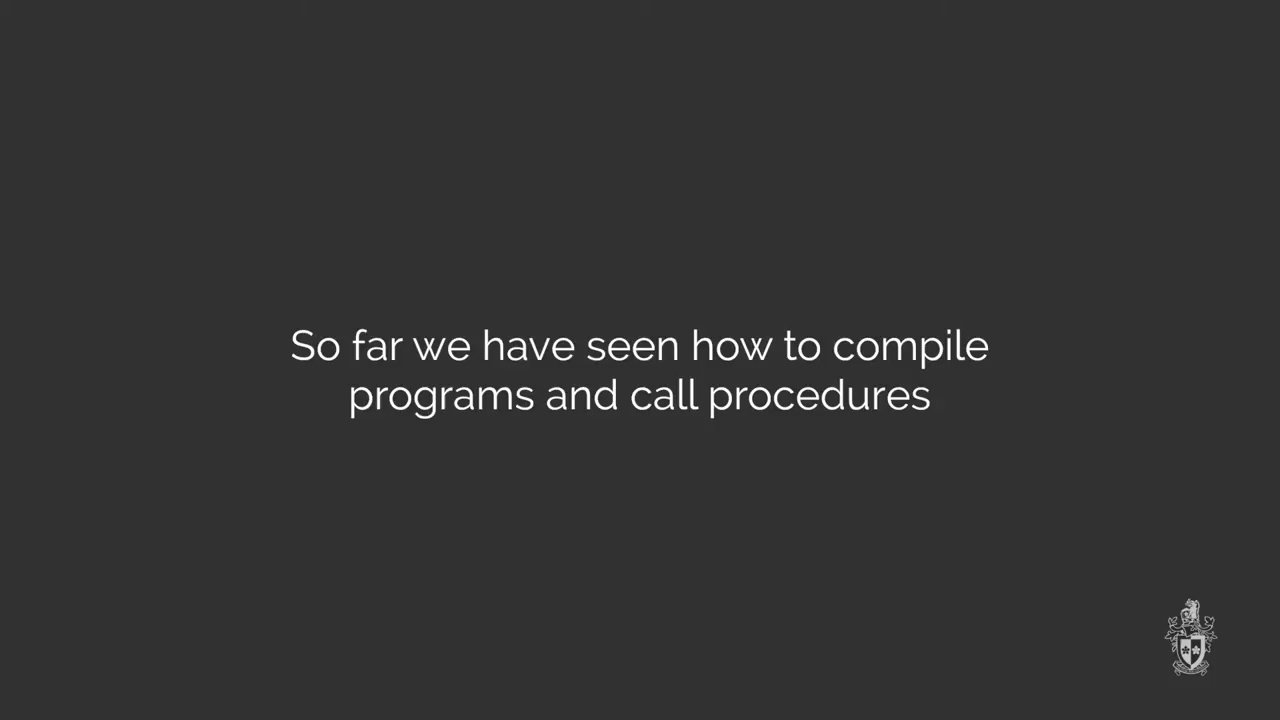 So far we have seen how to compile
programs and call procedures